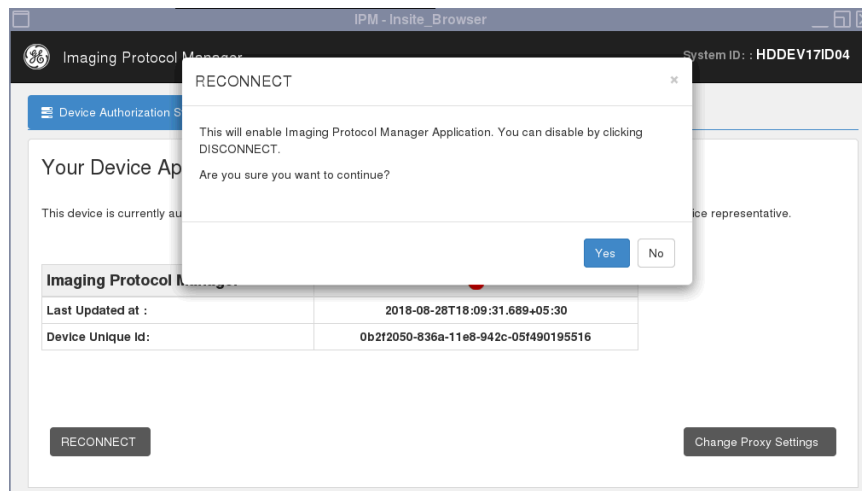 IPM - Insite_Browser
Imaging Protocol Manager
System ID: : HDDEV17ID04
RECONNECT
×
Device Authorization S
This will enable Imaging Protocol Manager Application. You can disable by clicking
DISCONNECT.
Your Device Ap
Are you sure you want to continue?
This device is currently au
ice representative.
Yes
No
Imaging Protocol Manager
Last Updated at :
2018-08-28T18:09:31.689+05:30
Device Unique Id:
0b2f2050-836a-11e8-942c-05f490195516
RECONNECT
Change Proxy Settings